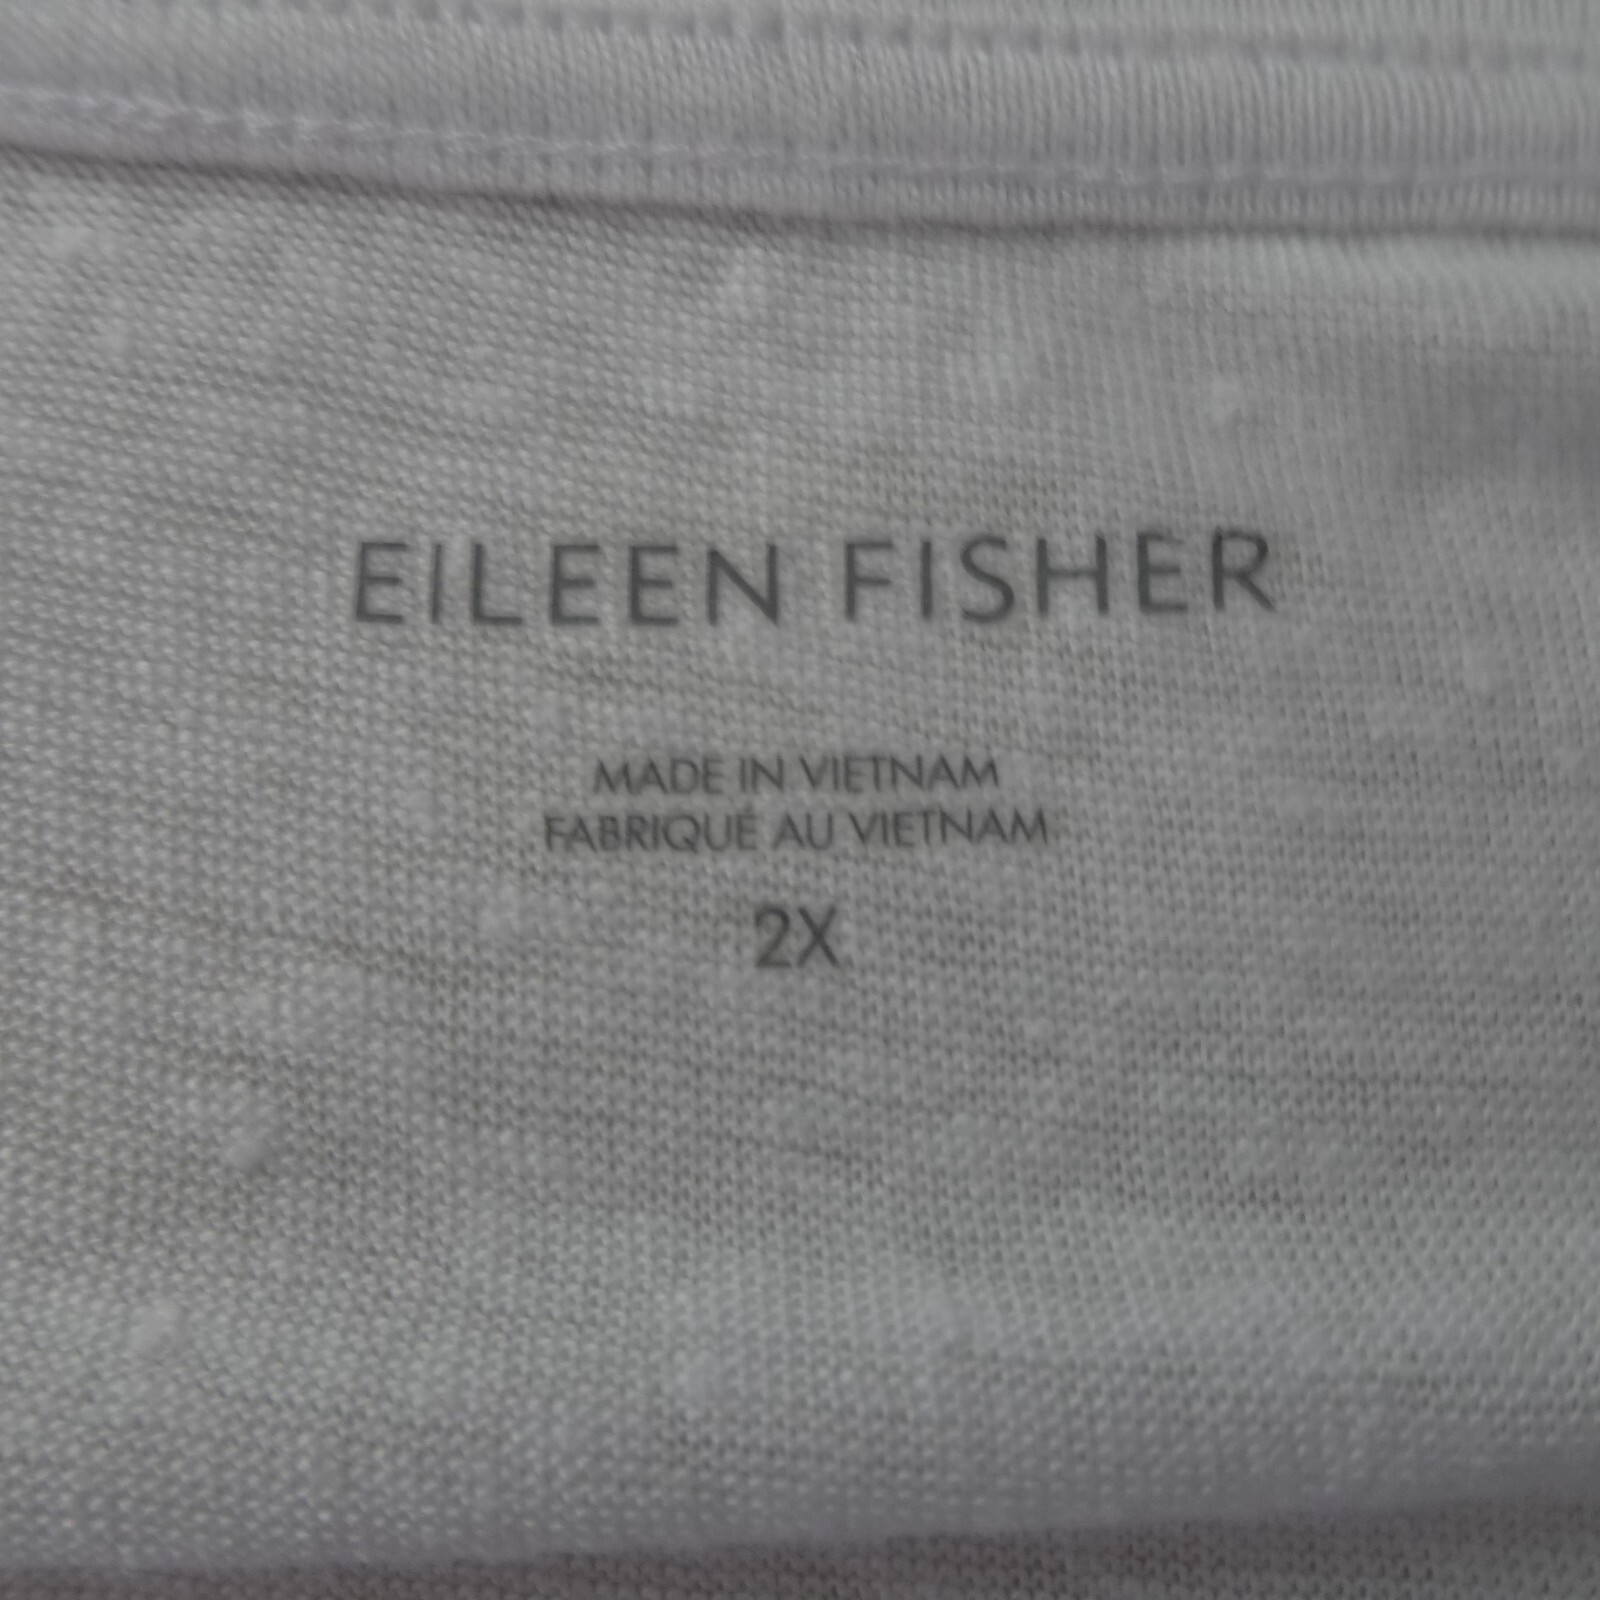 EILEEN FISHER
MADE IN VIETNAM
FABRIQUÉ AU VIETNAM
2X